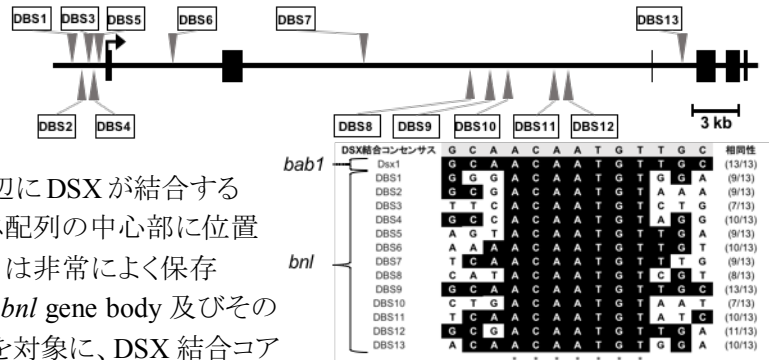 DBS1 DBS3 DBS5 DBS6 DBS7 DBS13
DBS2 DBS4 DBS8 DBS9 DBS10 DBS11 DBS12 3 kb
DSX結合コンセンサス G C A A C A A T G T T G C 相同性
bab1 Dsx1 G C A A C A A T G T T G C (13/13)
DBS1 G G G A C A A T G T G G A (9/13)
DBS2 G C G A C A A T G T A A A (9/13)
DBS3 T T C A C A A T G T C T G (7/13)
DBS4 G C C A C A A T G T A G G (10/13)
DBS5 A G T A C A A T G T T G A (9/13)
DBS6 A A A A C A A T G T T G T (10/13)
bnl DBS7 T C A A C A A T G T T T G (9/13)
DBS8 C A T A C A A T G T C G T (8/13)
DBS9 G C A A C A A T G T T G C (13/13)
DBS10 C T G A C A A T G T A A T (7/13)
DBS11 T C A A C A A T G T A T C (10/13)
DBS12 G C G A C A A T G T T G A (11/13)
DBS13 A C A A C A A T G T T G A (10/13)
* * * * * * *
辺に DSX が結合する
ス配列の中心部に位置
は非常によく保存
bnl gene body 及びその
を対象に、DSX 結合コア